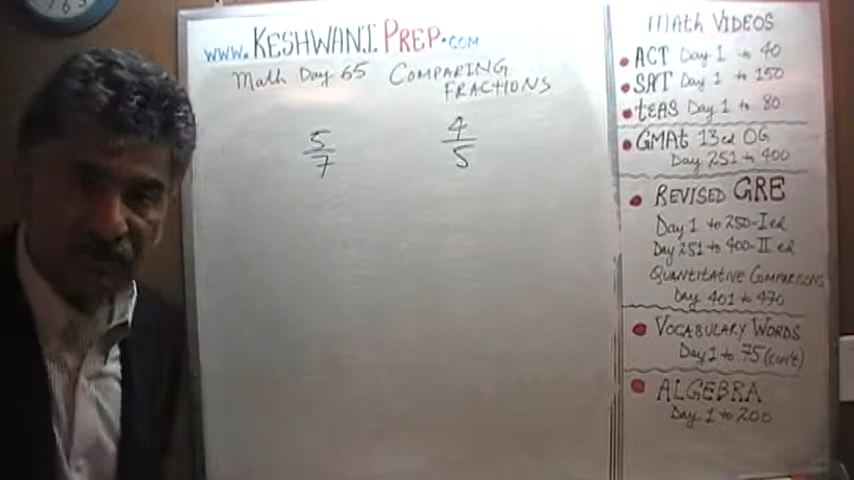 WWW. KESHWANI PREP.COM
Math Day 65 COMPARING
FRACTIONS
5
7
4
5
Math VIDEOS
ACT Day 1 to 40
SAT Day 1 to 150
tEAS Day 1 to 80
GMAt 13 ed OG
Day 251 to 400
REVISED GRE
Day 1 to 250-I ed
Day 251 to 400-II ed
QUANTITATIVE COMPARISONS
Day 401 to 470
VOCABULARY WORDS
Day 1 to 75 (con't)
ALGEBRA
Day 1 to 200